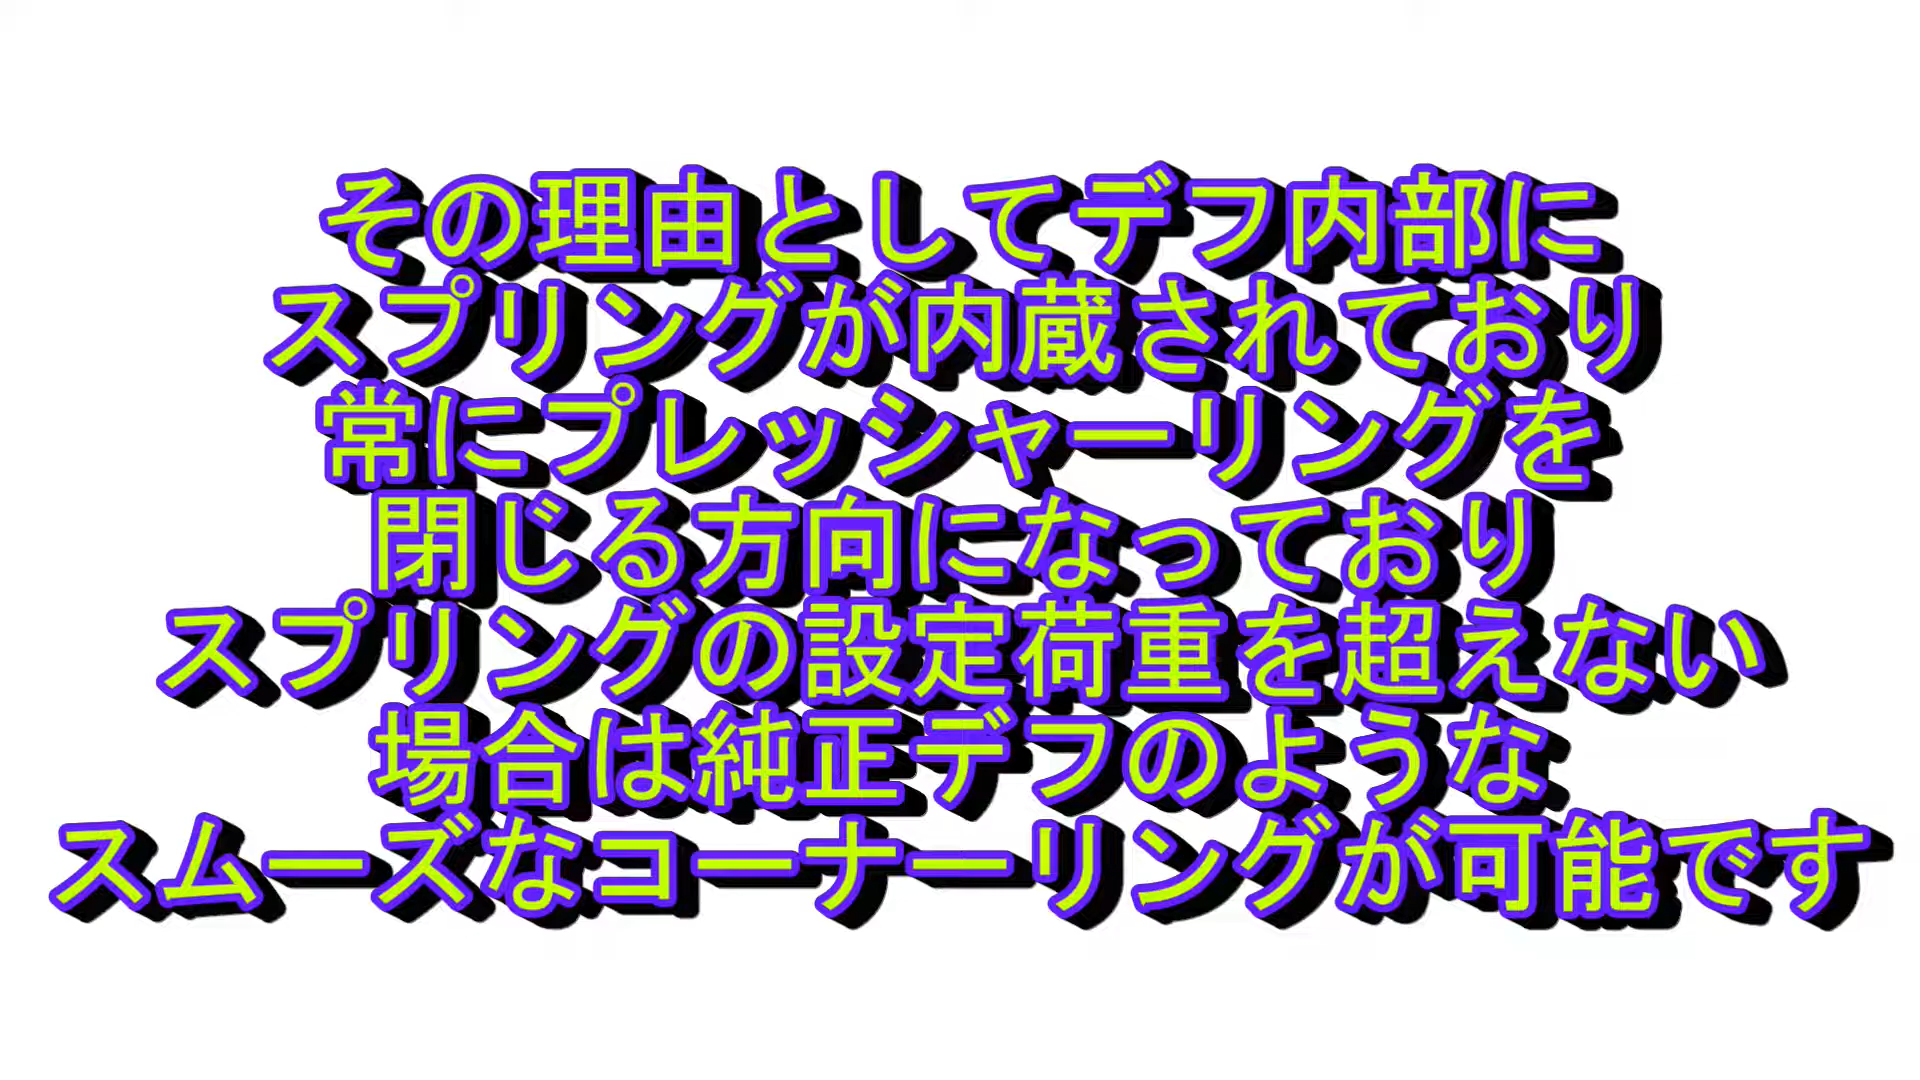 その理由としてデフ内部に
スプリングが内蔵されており
常にプレッシャーリングを
閉じる方向になっており
スプリングの設定荷重を超えない
場合は純正デフのような
スムーズなコーナーリングが可能です